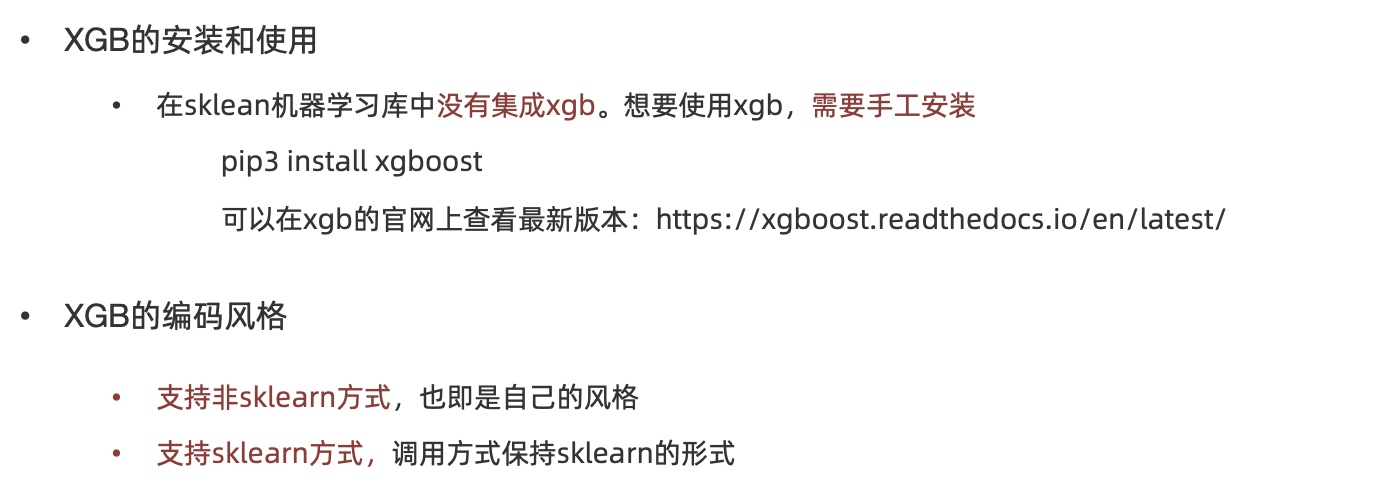 • XGB的安装和使用
• 在sklean机器学习库中没有集成xgb。想要使用xgb，需要手工安装
pip3 install xgboost
可以在xgb的官网上查看最新版本：https://xgboost.readthedocs.io/en/latest/
• XGB的编码风格
• 支持非sklearn方式，也即是自己的风格
• 支持sklearn方式，调用方式保持sklearn的形式